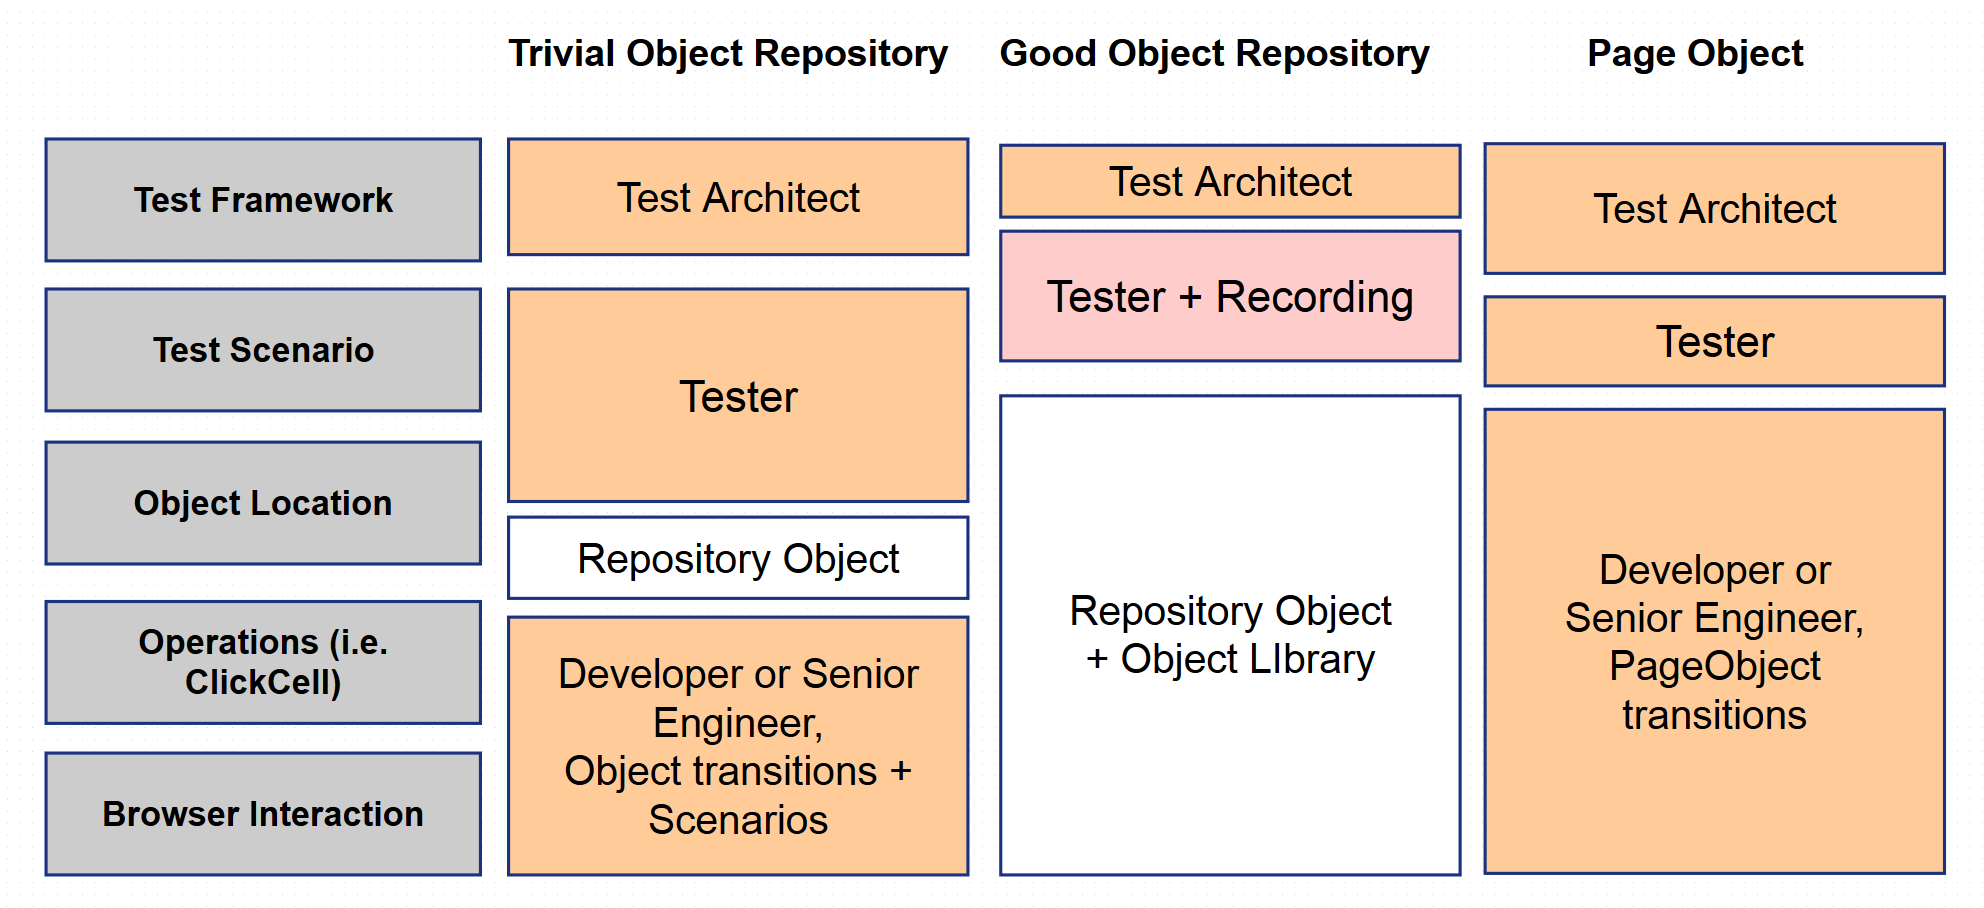 Trivial Object Repository
Good Object Repository
Page Object
Test Framework
Test Scenario
Object Location
Operations (i.e.
ClickCell)
Browser Interaction
Test Architect
Tester
Repository Object
Developer or Senior
Engineer,
Object transitions +
Scenarios
Test Architect
Tester + Recording
Repository Object
+ Object LIbrary
Test Architect
Tester
Developer or
Senior Engineer,
PageObject
transitions